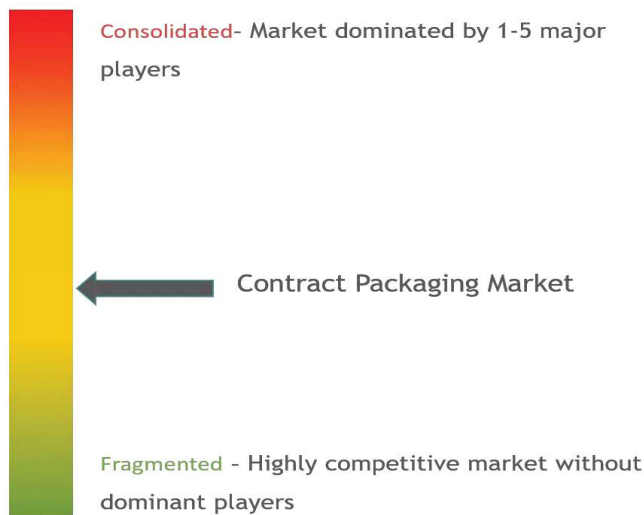 Consolidated- Market dominated by 1-5 major
players
Contract Packaging Market
Fragmented - Highly competitive market without
dominant players